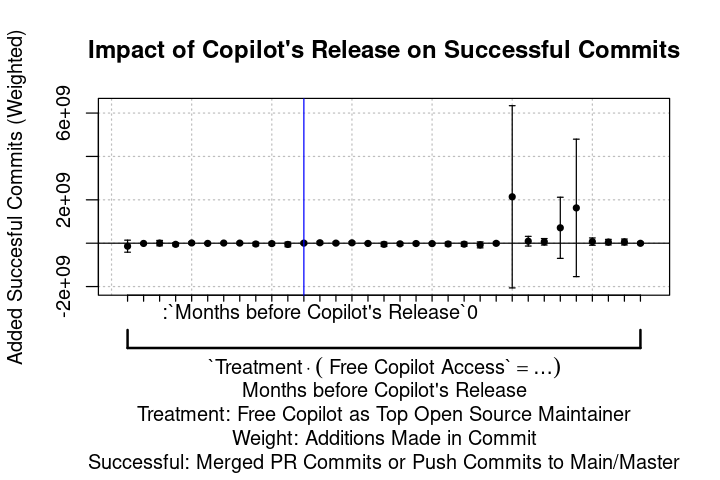 Impact of Copilot's Release on Successful Commits
Added Succesful Commits (Weighted)
6e+09
2e+09
-2e+09
:`Months before Copilot's Release`0
`Treatment · ( Free Copilot Access` = …)
Months before Copilot's Release
Treatment: Free Copilot as Top Open Source Maintainer
Weight: Additions Made in Commit
Successful: Merged PR Commits or Push Commits to Main/Master